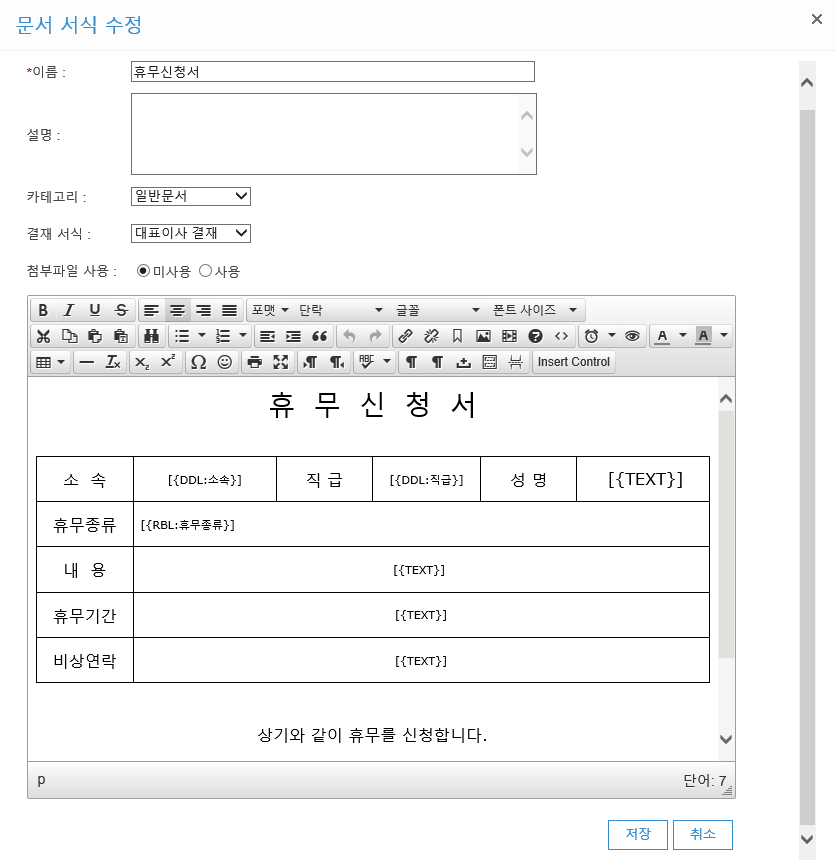 문서 서식 수정
*이름 : 휴무신청서
설명 :
카테고리 : 일반문서
결재 서식 : 대표이사 결재
첨부파일 사용 : 미사용 사용
B I U S 포맷 단락 글꼴 폰트 사이즈
A A
Insert Control
휴 무 신 청 서
소 속 [{DDL:소속}] 직 급 [{DDL:직급}] 성 명 [{TEXT}]
휴무종류 [{RBL:휴무종류}]
내 용 [{TEXT}]
휴무기간 [{TEXT}]
비상연락 [{TEXT}]
상기와 같이 휴무를 신청합니다.
p 단어: 7
저장 취소